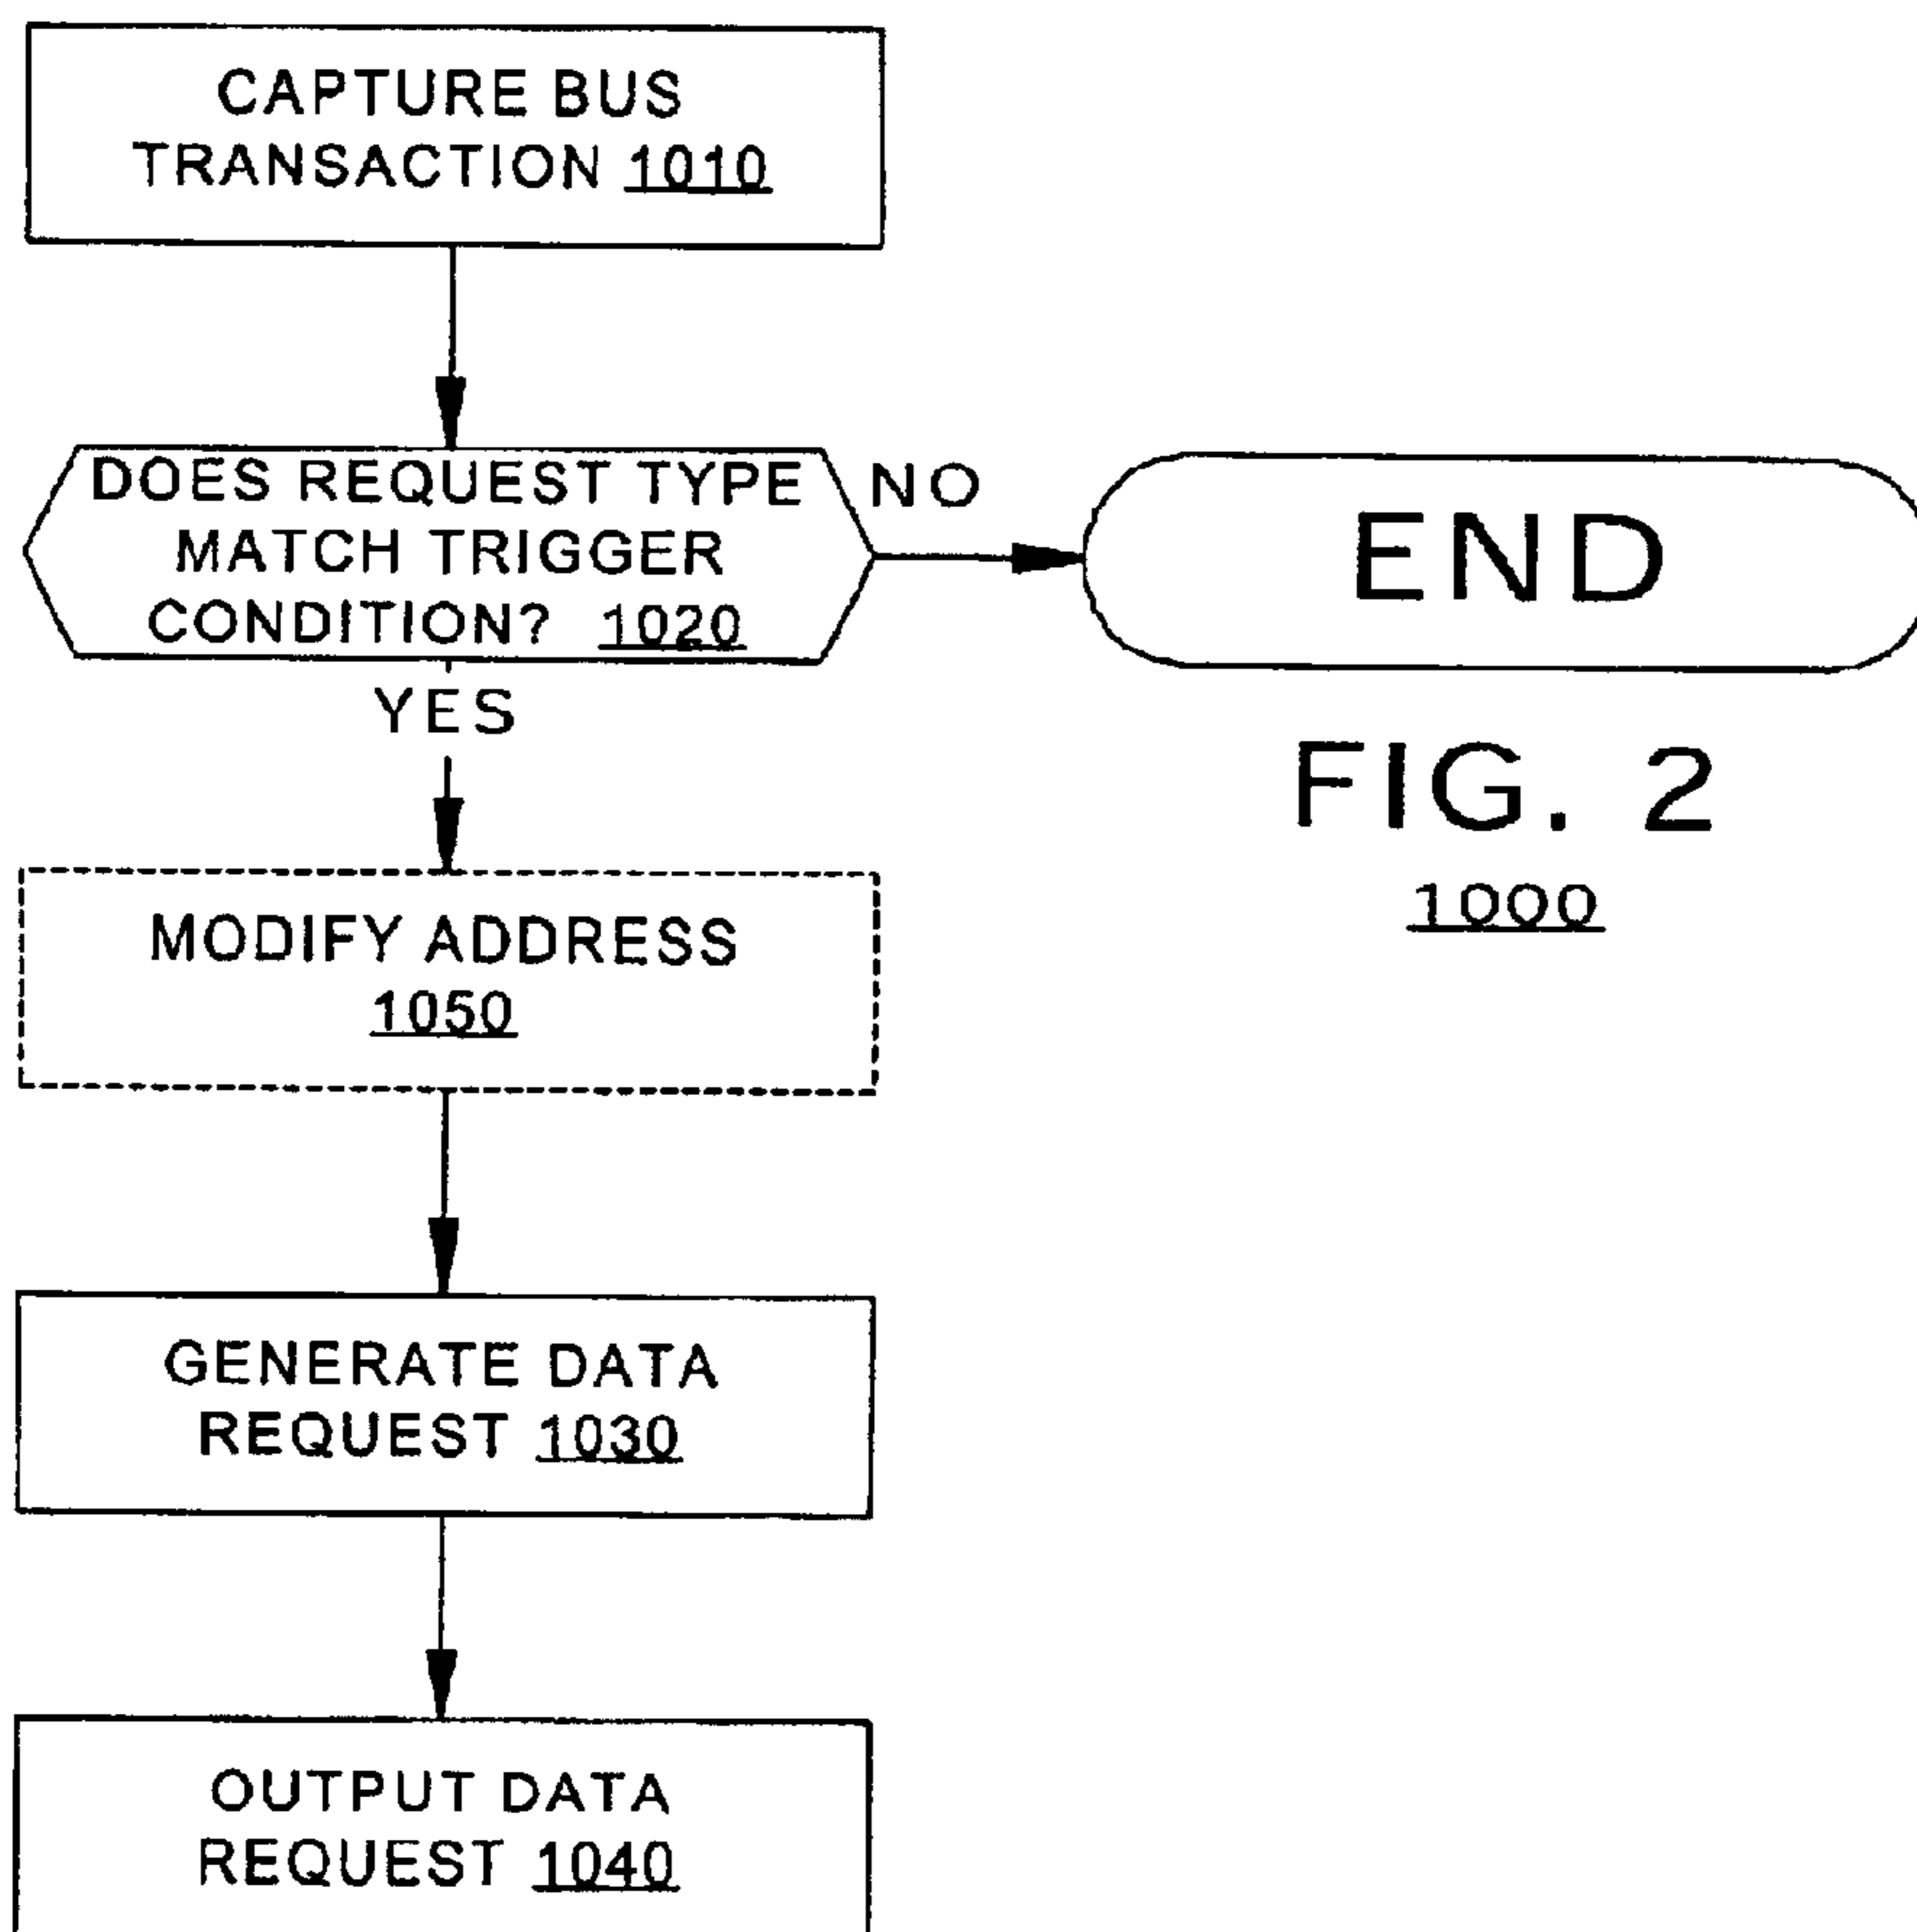 CAPTURE BUS
TRANSACTION 1010
DOES REQUEST TYPE
MATCH TRIGGER
CONDITION? 1020
NO
END
YES
FIG. 2
1000
MODIFY ADDRESS
1050
GENERATE DATA
REQUEST 1030
OUTPUT DATA
REQUEST 1040